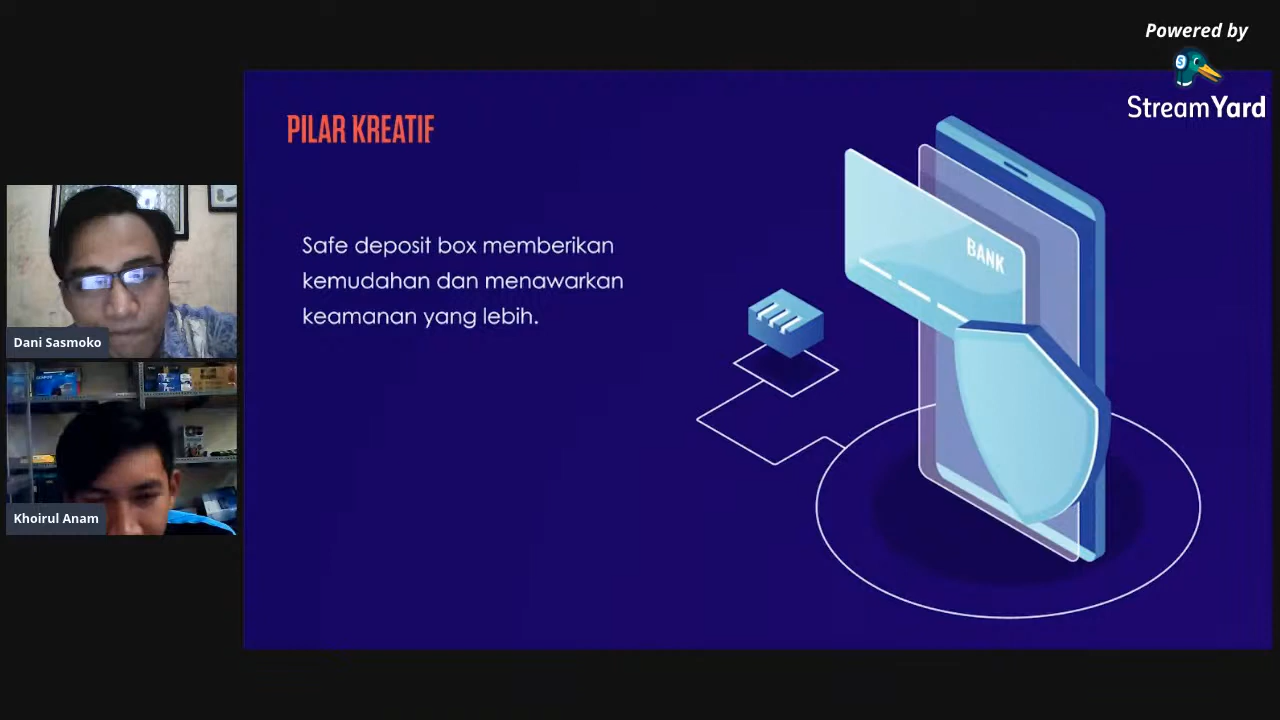 Powered by
StreamYard
PILAR KREATIF
Safe deposit box memberikan
kemudahan dan menawarkan
keamanan yang lebih.
BANK
Dani Sasmoko
Khoirul Anam